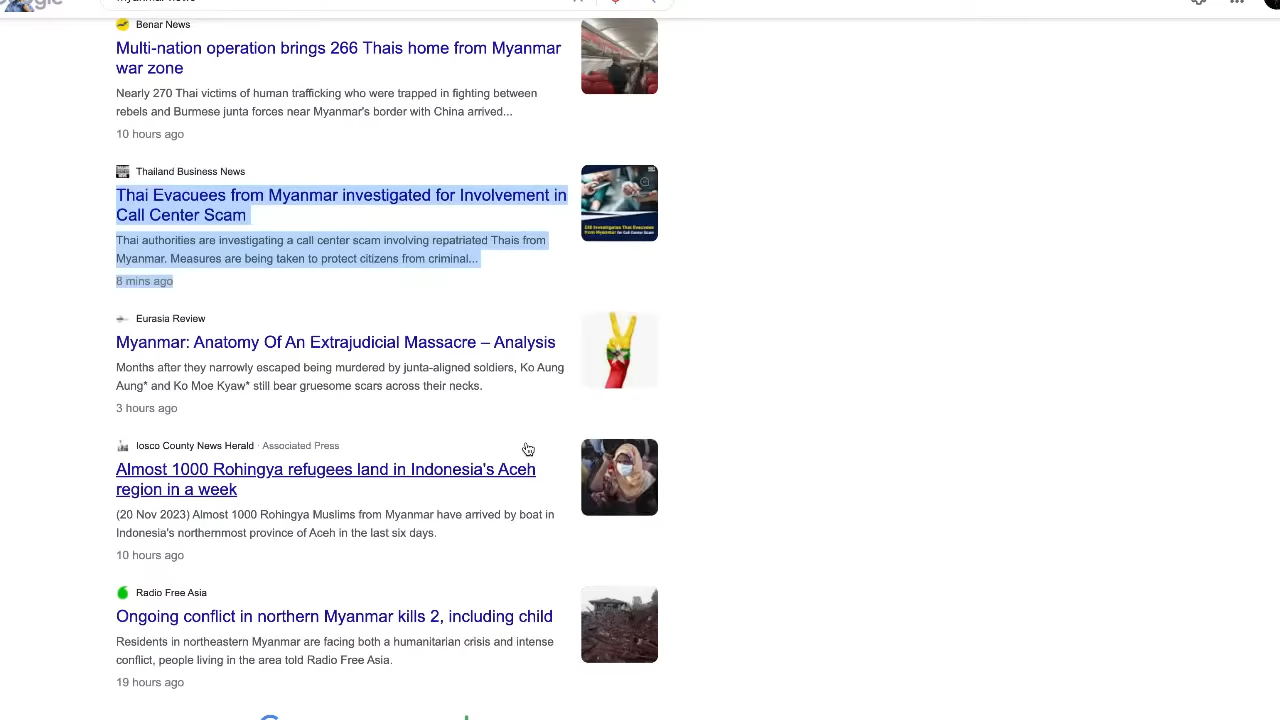 Benar News
Multi-nation operation brings 266 Thais home from Myanmar
war zone
Nearly 270 Thai victims of human trafficking who were trapped in fighting between
rebels and Burmese junta forces near Myanmar's border with China arrived...
10 hours ago
Thailand Business News
Thai Evacuees from Myanmar investigated for Involvement in
Call Center Scam
Thai authorities are investigating a call center scam involving repatriated Thais from
Myanmar. Measures are being taken to protect citizens from criminal...
8 mins ago
Eurasia Review
Myanmar: Anatomy Of An Extrajudicial Massacre – Analysis
Months after they narrowly escaped being murdered by junta-aligned soldiers, Ko Aung
Aung* and Ko Moe Kyaw* still bear gruesome scars across their necks.
3 hours ago
Iosco County News Herald · Associated Press
Almost 1000 Rohingya refugees land in Indonesia's Aceh
region in a week
(20 Nov 2023) Almost 1000 Rohingya Muslims from Myanmar have arrived by boat in
Indonesia's northernmost province of Aceh in the last six days.
10 hours ago
Radio Free Asia
Ongoing conflict in northern Myanmar kills 2, including child
Residents in northeastern Myanmar are facing both a humanitarian crisis and intense
conflict, people living in the area told Radio Free Asia.
19 hours ago